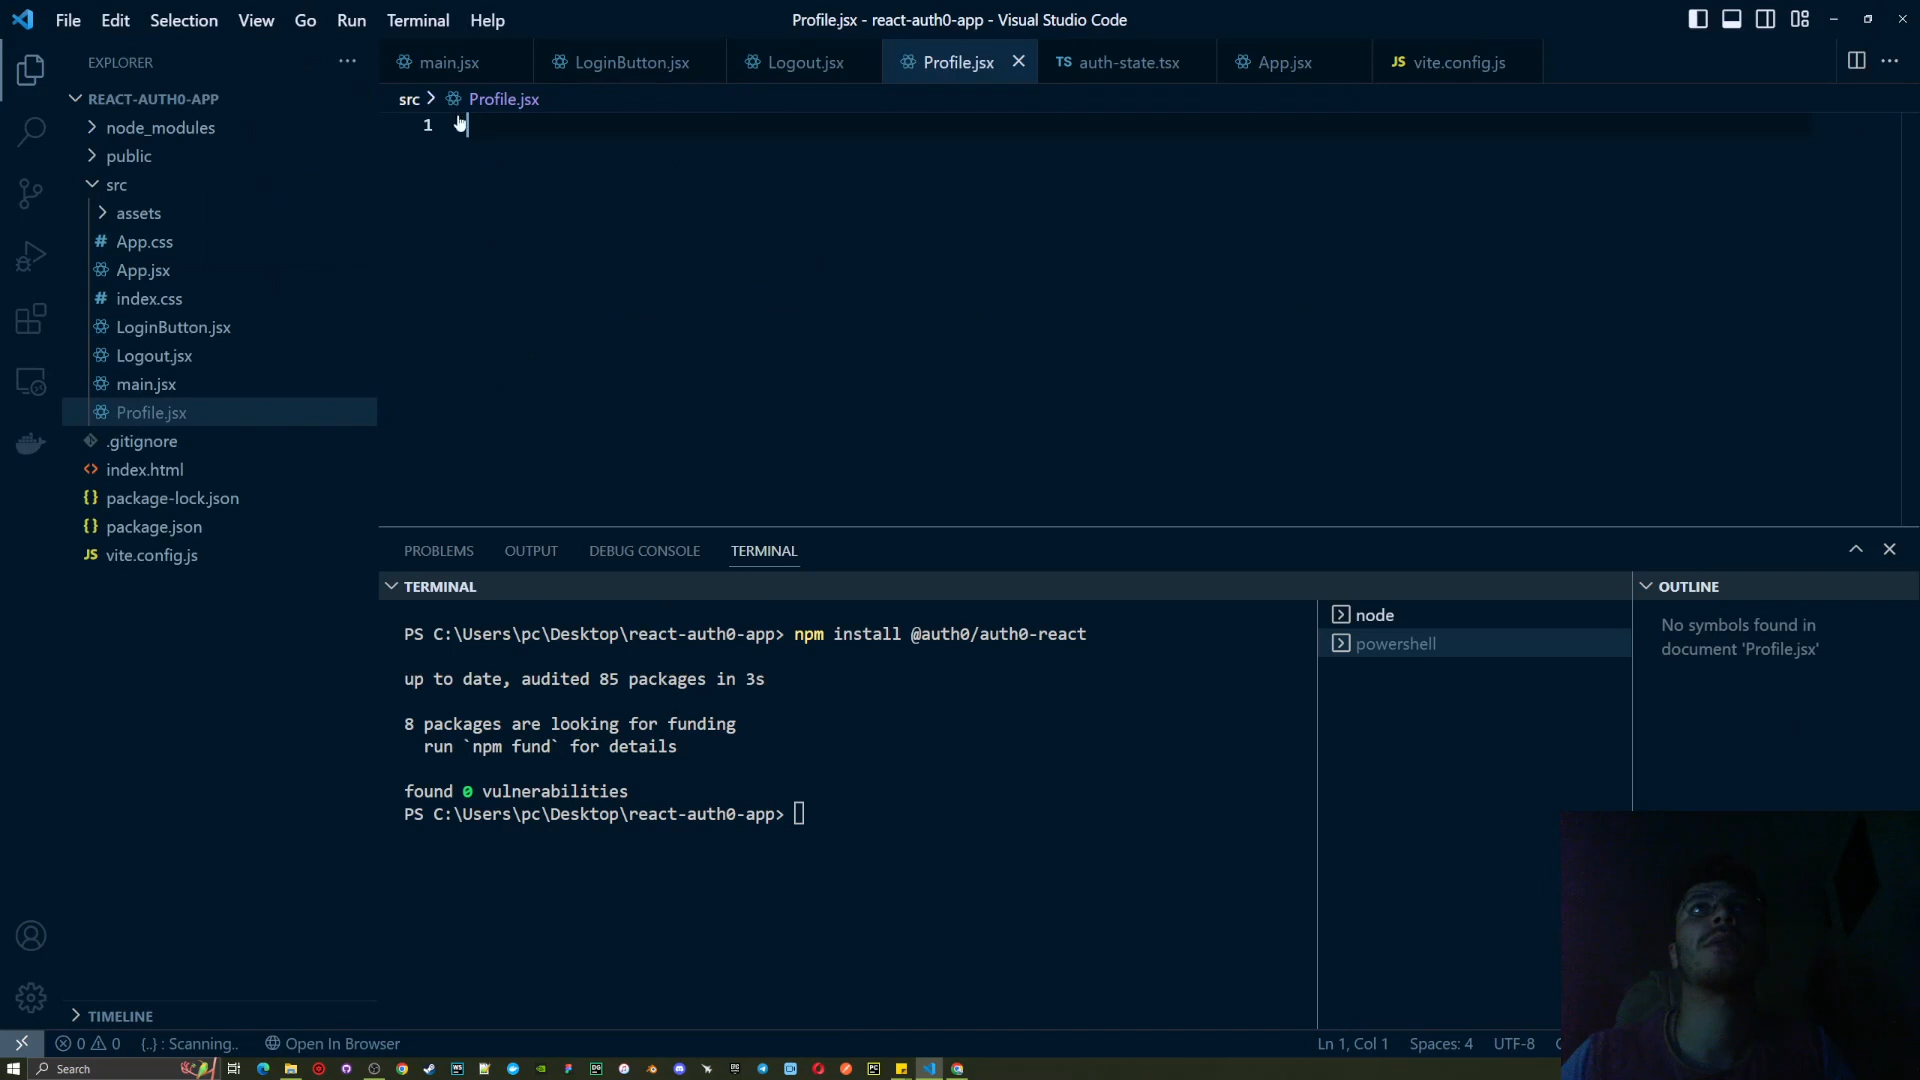 File Edit Selection View Go Run Terminal Help
Profile.jsx - react-auth0-app - Visual Studio Code
EXPLORER
main.jsx
LoginButton.jsx
Logout.jsx
Profile.jsx
TS auth-state.tsx
App.jsx
JS vite.config.js
REACT-AUTH0-APP
node_modules
public
src
assets
# App.css
App.jsx
# index.css
LoginButton.jsx
Logout.jsx
main.jsx
Profile.jsx
.gitignore
<> index.html
{} package-lock.json
{} package.json
JS vite.config.js
TIMELINE
src > Profile.jsx
1
PROBLEMS OUTPUT DEBUG CONSOLE TERMINAL
TERMINAL
PS C:\Users\pc\Desktop\react-auth0-app> npm install @auth0/auth0-react
up to date, audited 85 packages in 3s
8 packages are looking for funding
run `npm fund` for details
found 0 vulnerabilities
PS C:\Users\pc\Desktop\react-auth0-app>
node
powershell
OUTLINE
No symbols found in
document 'Profile.jsx'
0 0 {..} : Scanning.. Open In Browser
Ln 1, Col 1 Spaces: 4 UTF-8
Search